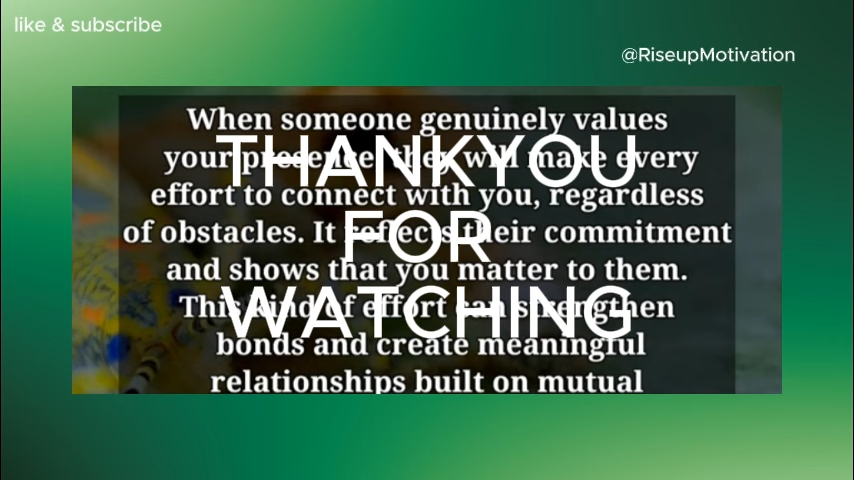 like & subscribe
@RiseupMotivation
When someone genuinely values
your presence, they will make every
effort to connect with you, regardless
of obstacles. It reflects their commitment
and shows that you matter to them.
This kind of effort can strengthen
bonds and create meaningful
relationships built on mutual
THANKYOU
FOR
WATCHING